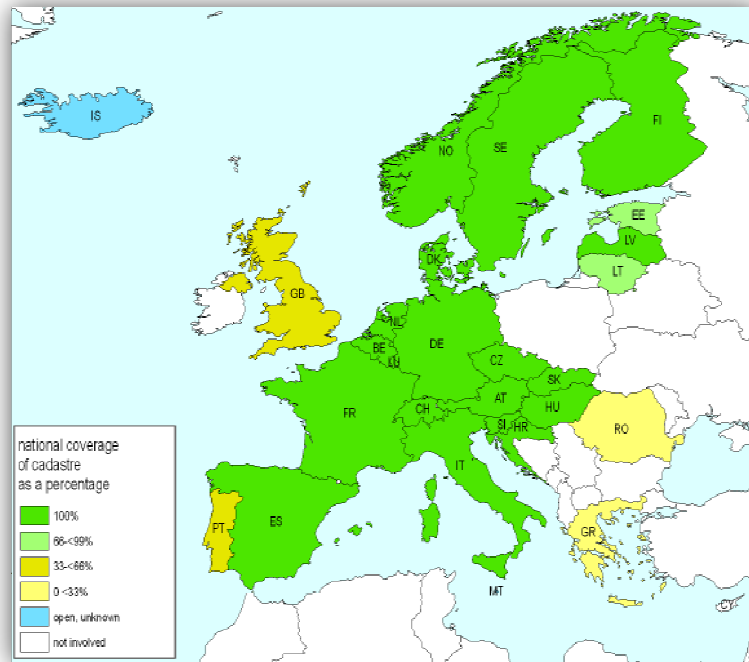 IS
FI
NO
SE
EE
LV
DK
LT
GB
NL
DE
BE
LU
CZ
SK
FR
CH
AT
HU
SI
HR
RO
IT
national coverage
of cadastre
as a percentage
100%
66-<99%
33-<66%
0 <33%
open, unknown
not involved
PT
ES
GR
MT
CY